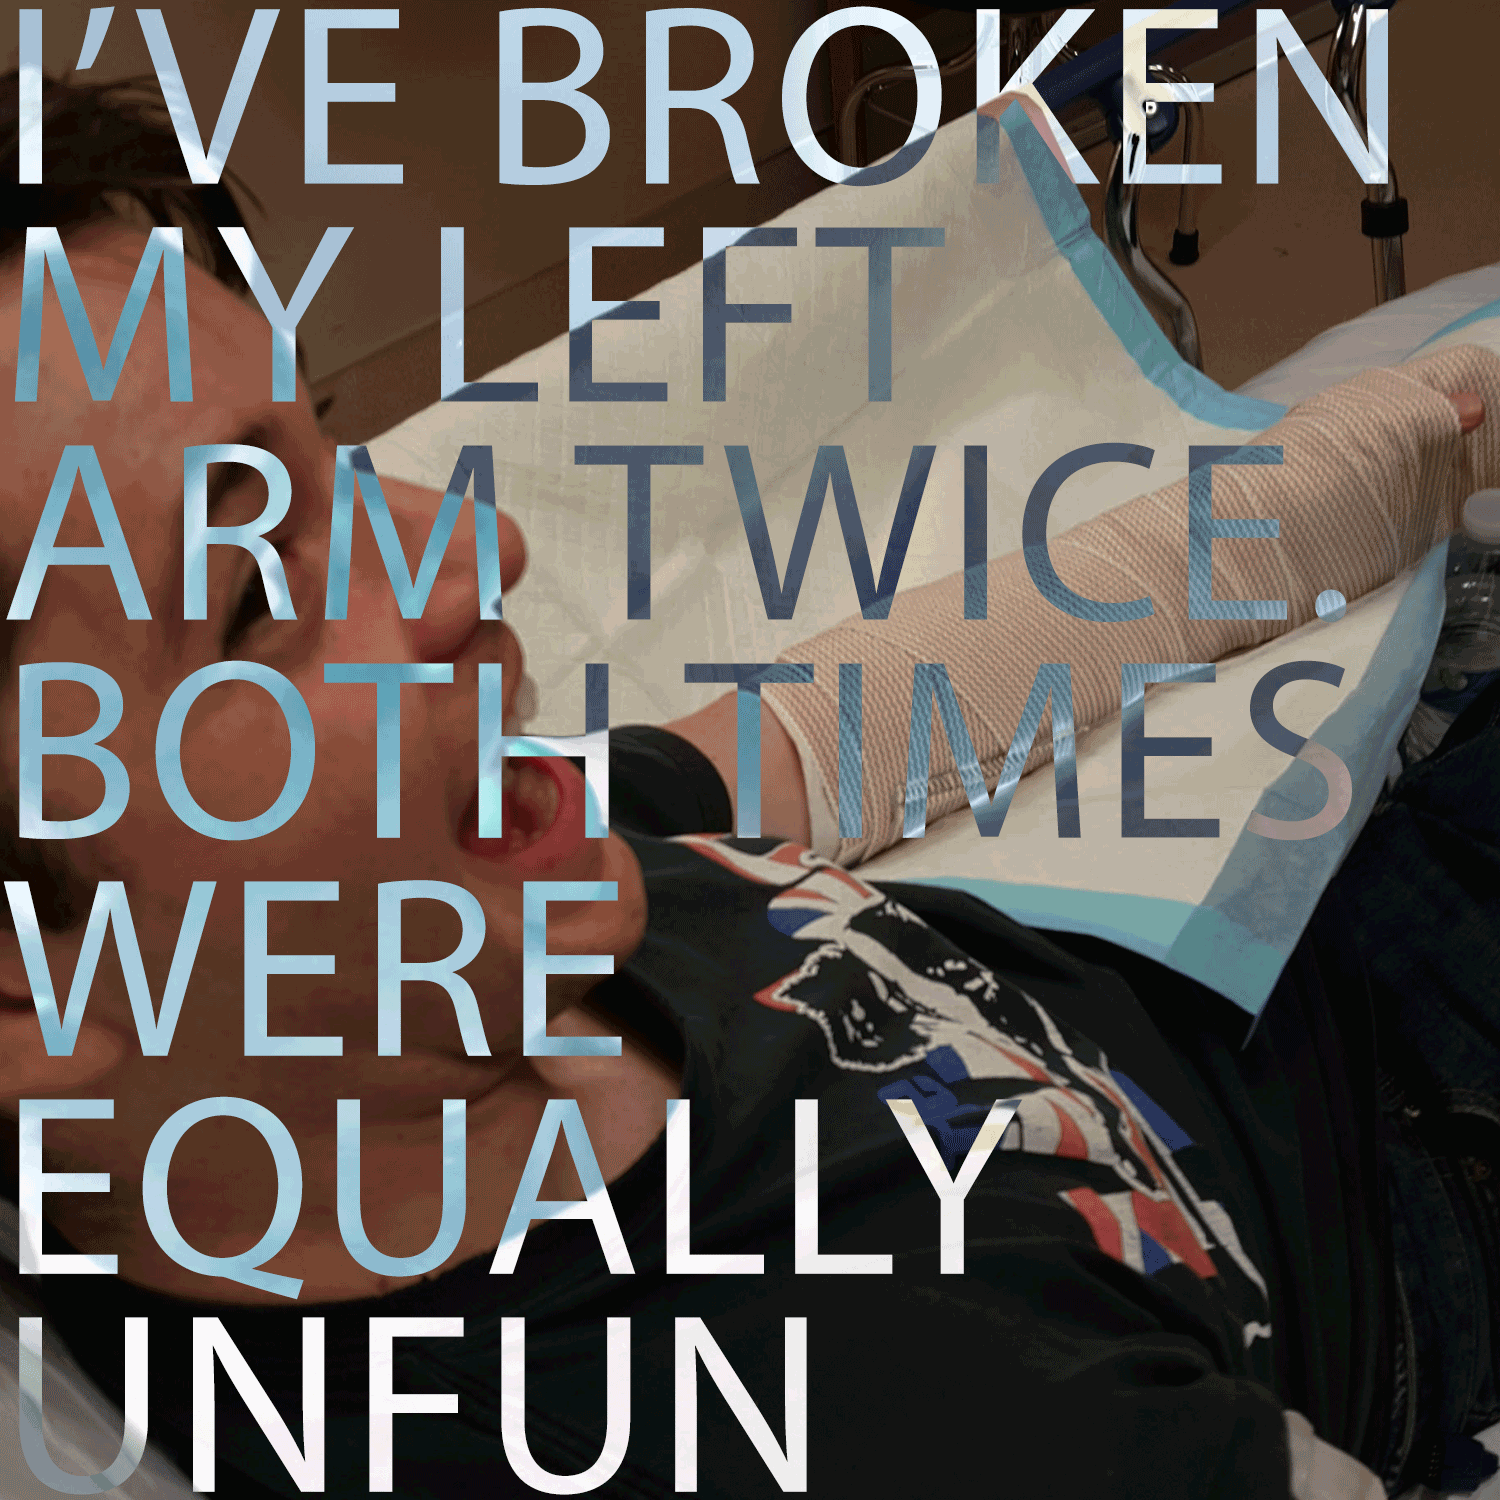 I’VE BROKEN
MY LEFT
ARM TWICE.
BOTH TIMES
WERE
EQUALLY
UNFUN